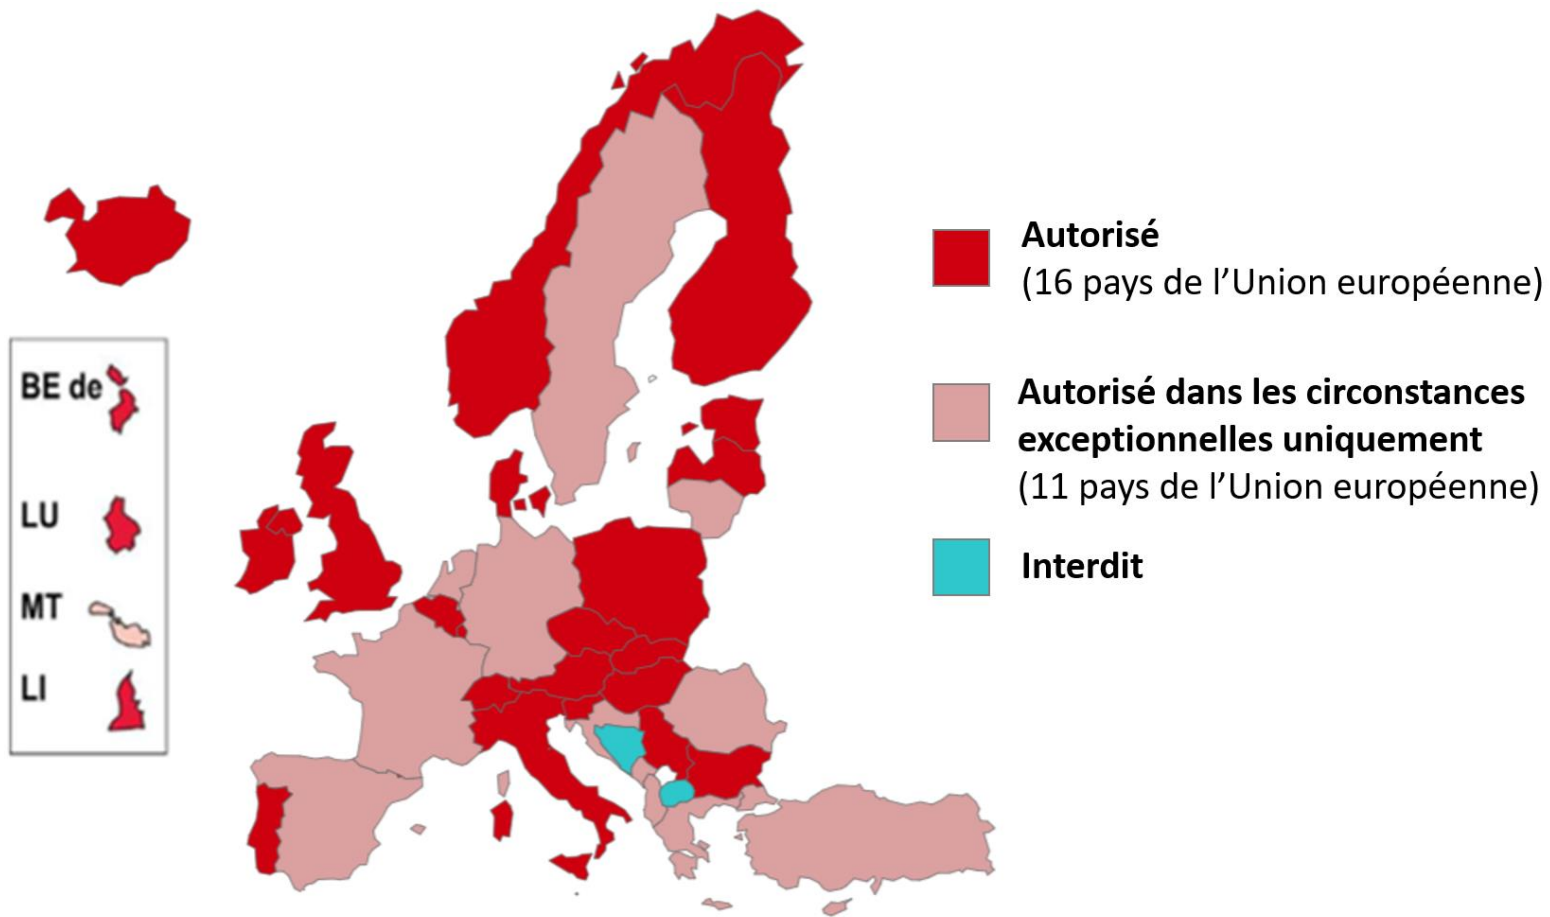 BE de
LU
MT
LI
Autorisé
(16 pays de l’Union européenne)
Autorisé dans les circonstances
exceptionnelles uniquement
(11 pays de l’Union européenne)
Interdit